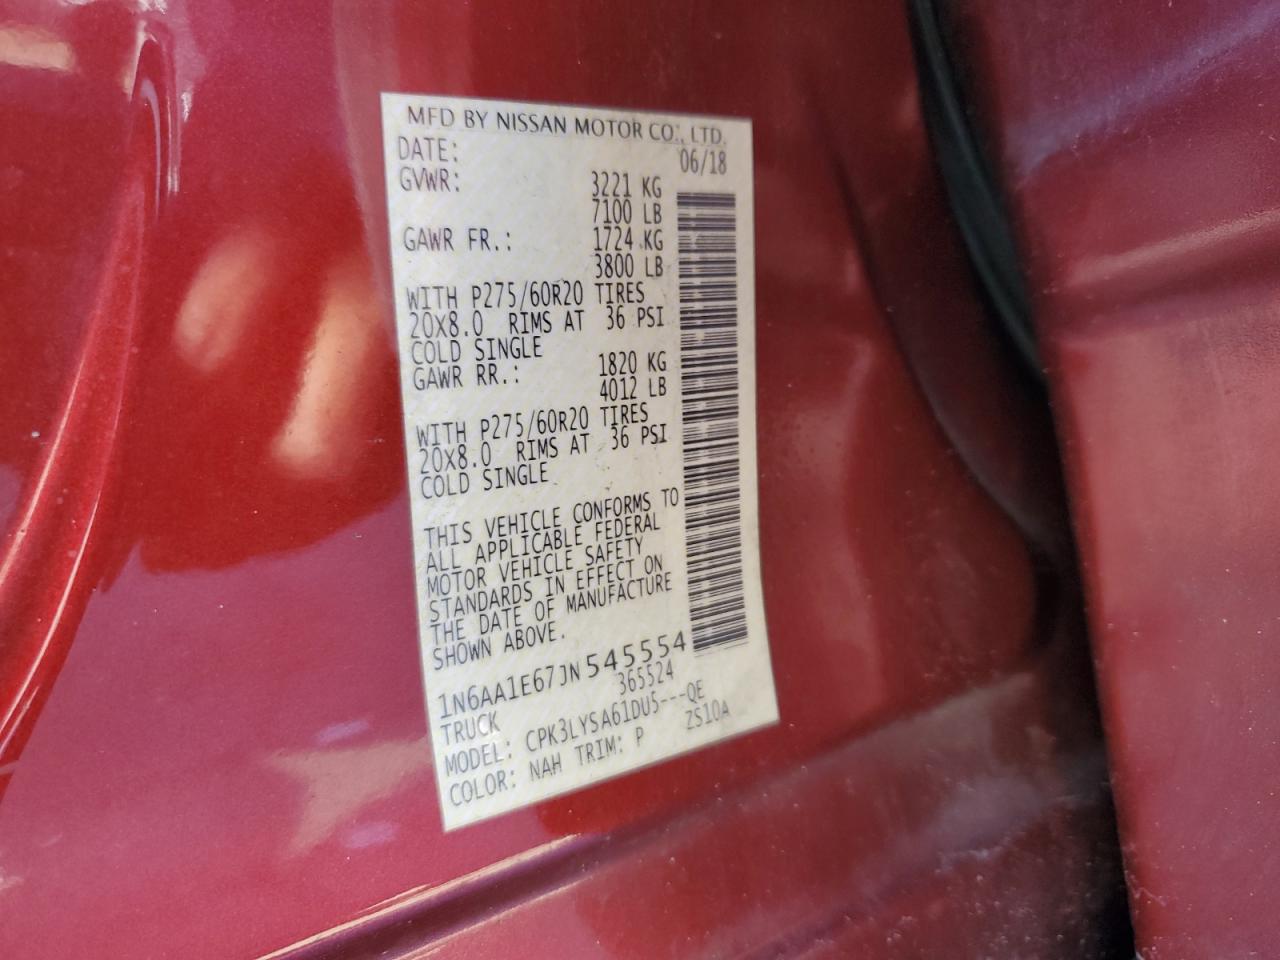 MFD BY NISSAN MOTOR CO., LTD.
DATE: 06/18
GVWR: 3221 KG
7100 LB
GAWR FR.: 1724 KG
3800 LB
WITH P275/60R20 TIRES
20X8.0 RIMS AT 36 PSI
COLD SINGLE
GAWR RR.: 1820 KG
4012 LB
WITH P275/60R20 TIRES
20X8.0 RIMS AT 36 PSI
COLD SINGLE
THIS VEHICLE CONFORMS TO
ALL APPLICABLE FEDERAL
MOTOR VEHICLE SAFETY
STANDARDS IN EFFECT ON
THE DATE OF MANUFACTURE
SHOWN ABOVE.
1N6AA1E67JN545554
TRUCK 365524
MODEL: CPK3LYSA61DU5---QE
COLOR: NAH TRIM: P ZS10A